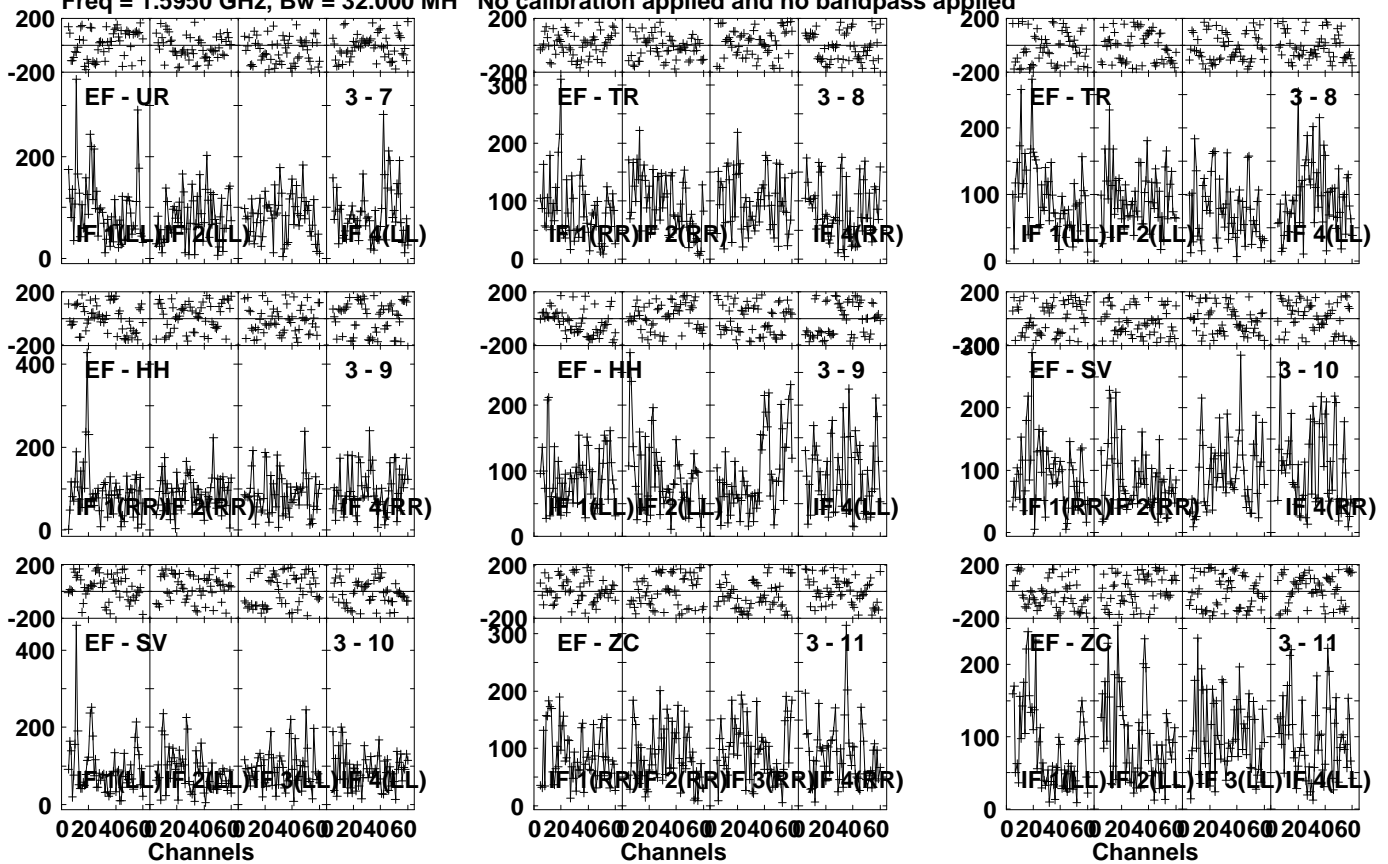 Freq = 1.5950 GHz, Bw = 32.000 MH No calibration applied and no bandpass applied
200
-200
EF - UR 3 - 7
200
0
IF 1(LL) IF 2(LL) IF 4(LL)
200
-200
300
EF - TR 3 - 8
200
100
0
IF 1(RR) IF 2(RR) IF 4(RR)
200
-200
EF - TR 3 - 8
200
100
0
IF 1(LL) IF 2(LL) IF 4(LL)
200
-200
400
EF - HH 3 - 9
200
0
IF 1(RR) IF 2(RR) IF 4(RR)
200
-200
EF - HH 3 - 9
200
100
0
IF 1(LL) IF 2(LL) IF 4(LL)
200
-200
300
EF - SV 3 - 10
200
100
0
IF 1(RR) IF 2(RR) IF 4(RR)
200
-200
EF - SV 3 - 10
400
200
0
IF 1(LL) IF 2(LL) IF 3(LL) IF 4(LL)
0 20 40 60 0 20 40 60 0 20 40 60 0 20 40 60
Channels
200
-200
300
EF - ZC 3 - 11
200
100
0
IF 1(RR) IF 2(RR) IF 3(RR) IF 4(RR)
0 20 40 60 0 20 40 60 0 20 40 60 0 20 40 60
Channels
200
-200
EF - ZC 3 - 11
200
100
0
IF 1(LL) IF 2(LL) IF 3(LL) IF 4(LL)
0 20 40 60 0 20 40 60 0 20 40 60 0 20 40 60
Channels